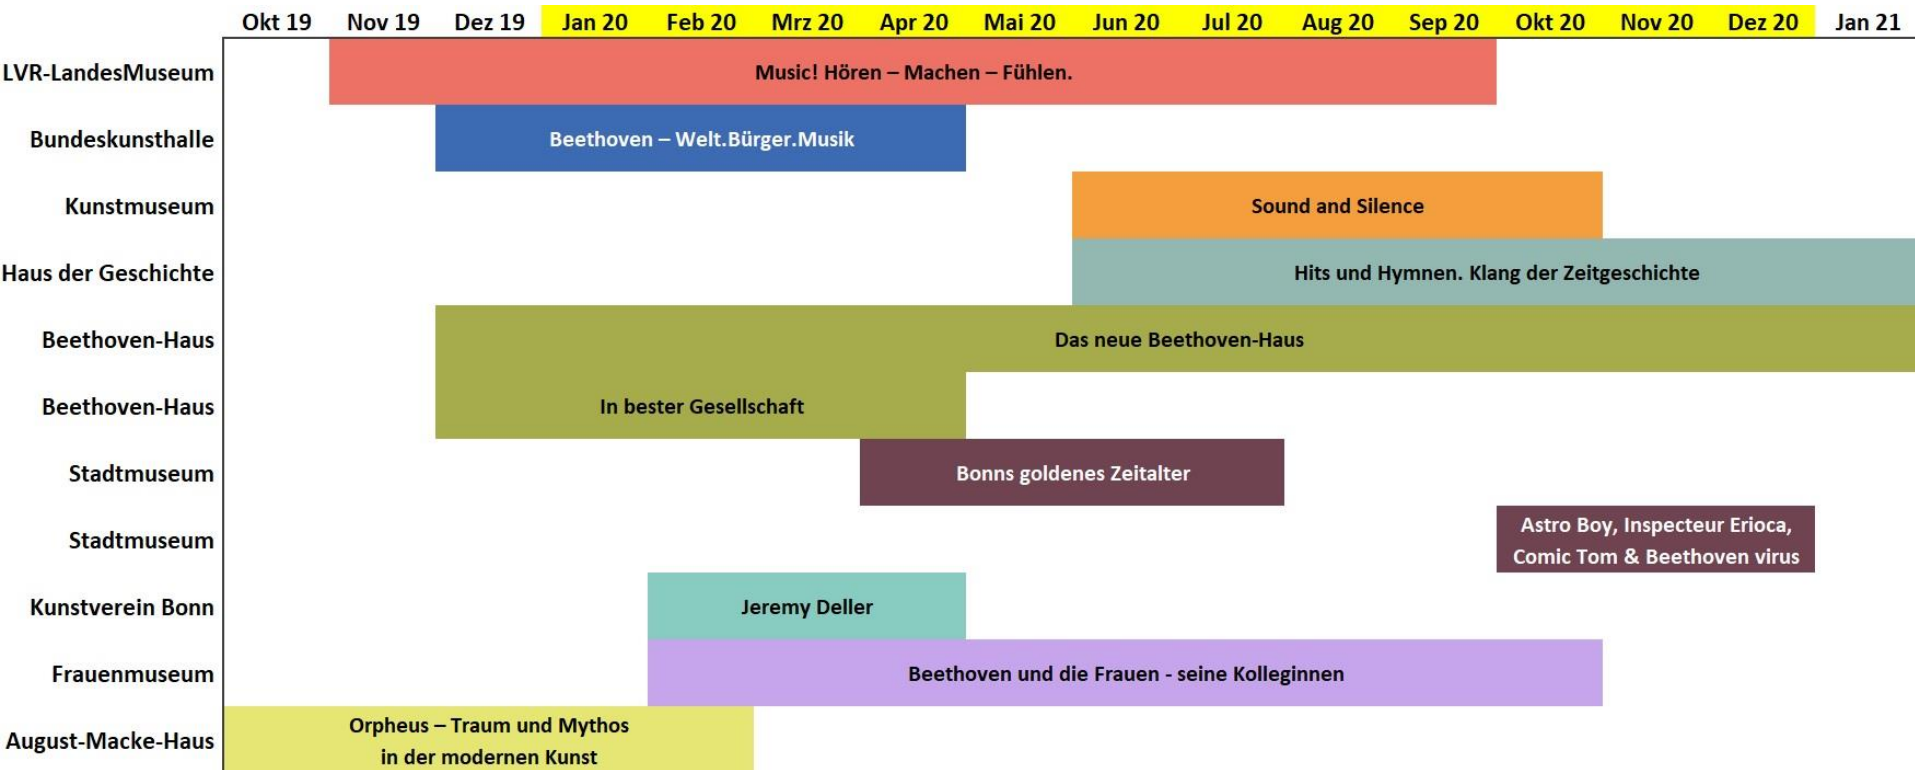 Okt 19 Nov 19 Dez 19 Jan 20 Feb 20 Mrz 20 Apr 20 Mai 20 Jun 20 Jul 20 Aug 20 Sep 20 Okt 20 Nov 20 Dez 20 Jan 21
LVR-LandesMuseum Music! Hören – Machen – Fühlen.
Bundeskunsthalle Beethoven – Welt.Bürger.Musik
Kunstmuseum Sound and Silence
Haus der Geschichte Hits und Hymnen. Klang der Zeitgeschichte
Beethoven-Haus Das neue Beethoven-Haus
Beethoven-Haus In bester Gesellschaft
Stadtmuseum Bonns goldenes Zeitalter
Stadtmuseum Astro Boy, Inspecteur Erioca,
Comic Tom & Beethoven virus
Kunstverein Bonn Jeremy Deller
Frauenmuseum Beethoven und die Frauen - seine Kolleginnen
August-Macke-Haus Orpheus – Traum und Mythos
in der modernen Kunst